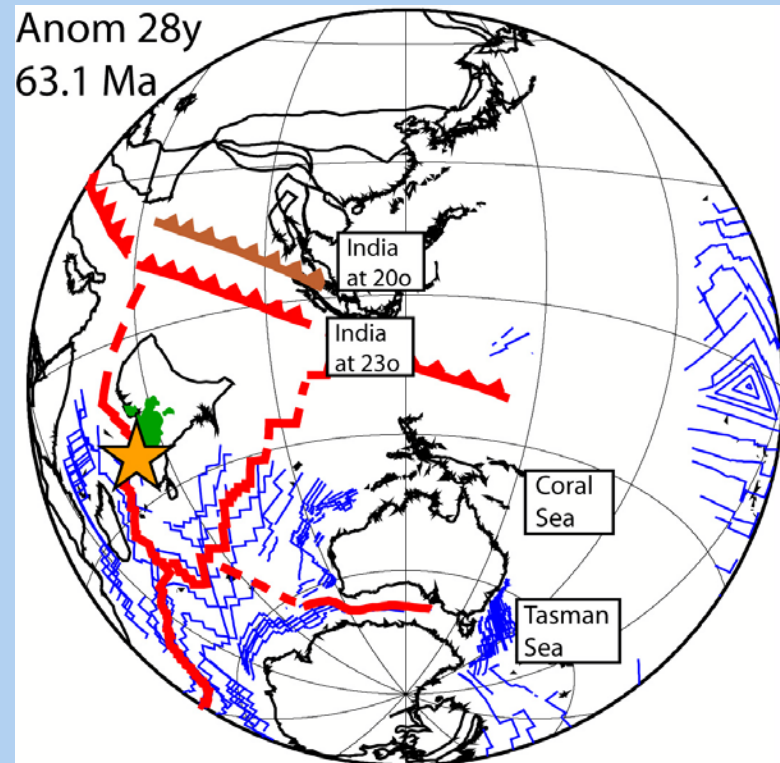 Anom 28y
63.1 Ma
India
at 20o
India
at 23o
Coral
Sea
Tasman
Sea